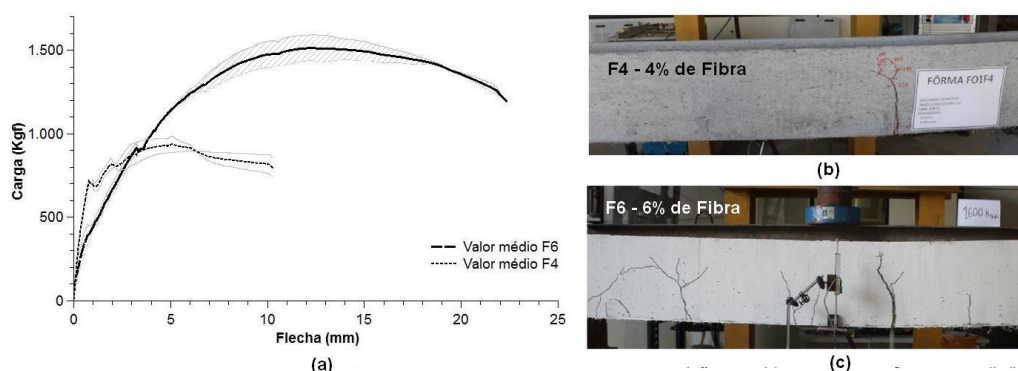 1.500
1.000
500
0
Carga (Kgf)
0 5 10 15 20 25
Flecha (mm)
Valor médio F6
Valor médio F4
(a)
F4 - 4% de Fibra
FÔRMA FO1F4
(b)
F6 - 6% de Fibra
1600 Kgf
(c)